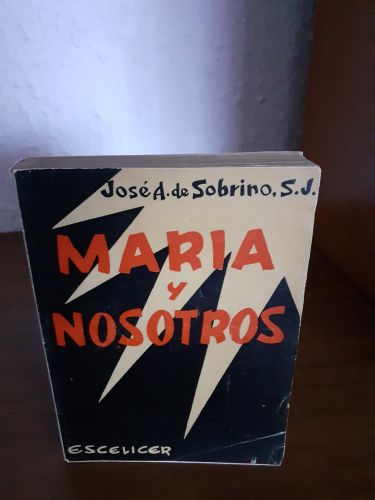 José A. de Sobrino, S.J.
MARIA
y
NOSOTROS
ESCELICER